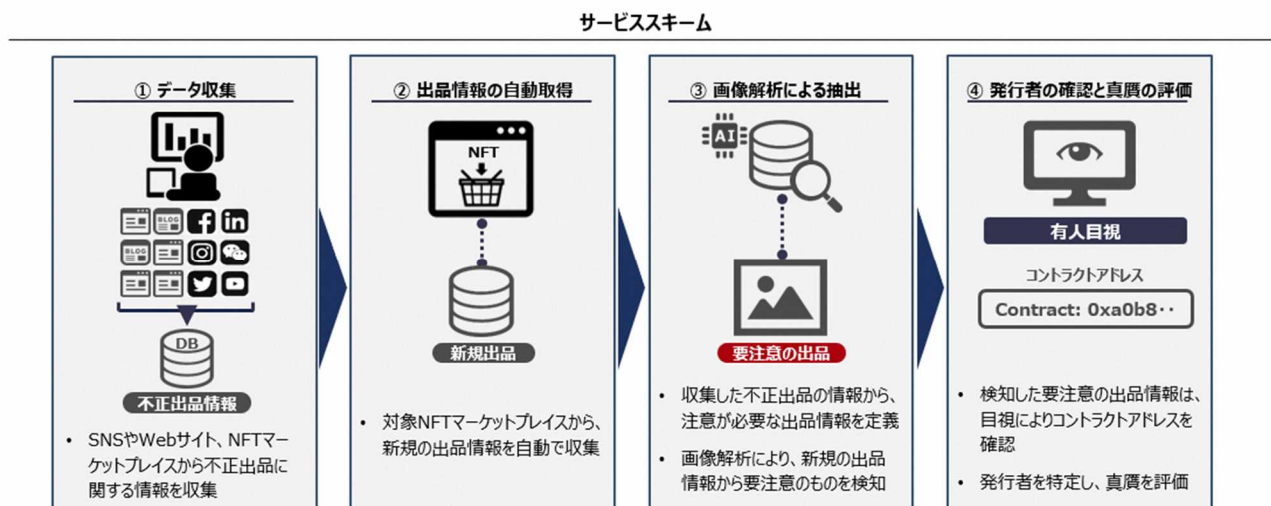 サービススキーム
① データ収集
BLOG
BLOG
DB
不正出品情報
• SNSやWebサイト、NFTマー
ケットプレイスから不正出品に
関する情報を収集
② 出品情報の自動取得
NFT
新規出品
• 対象NFTマーケットプレイスから、
新規の出品情報を自動で収集
③ 画像解析による抽出
AI
要注意の出品
• 収集した不正出品の情報から、
注意が必要な出品情報を定義
• 画像解析により、新規の出品
情報から要注意のものを検知
④ 発行者の確認と真贋の評価
有人目視
コントラクトアドレス
Contract: 0xa0b8‥
• 検知した要注意の出品情報は、
目視によりコントラクトアドレスを
確認
• 発行者を特定し、真贋を評価